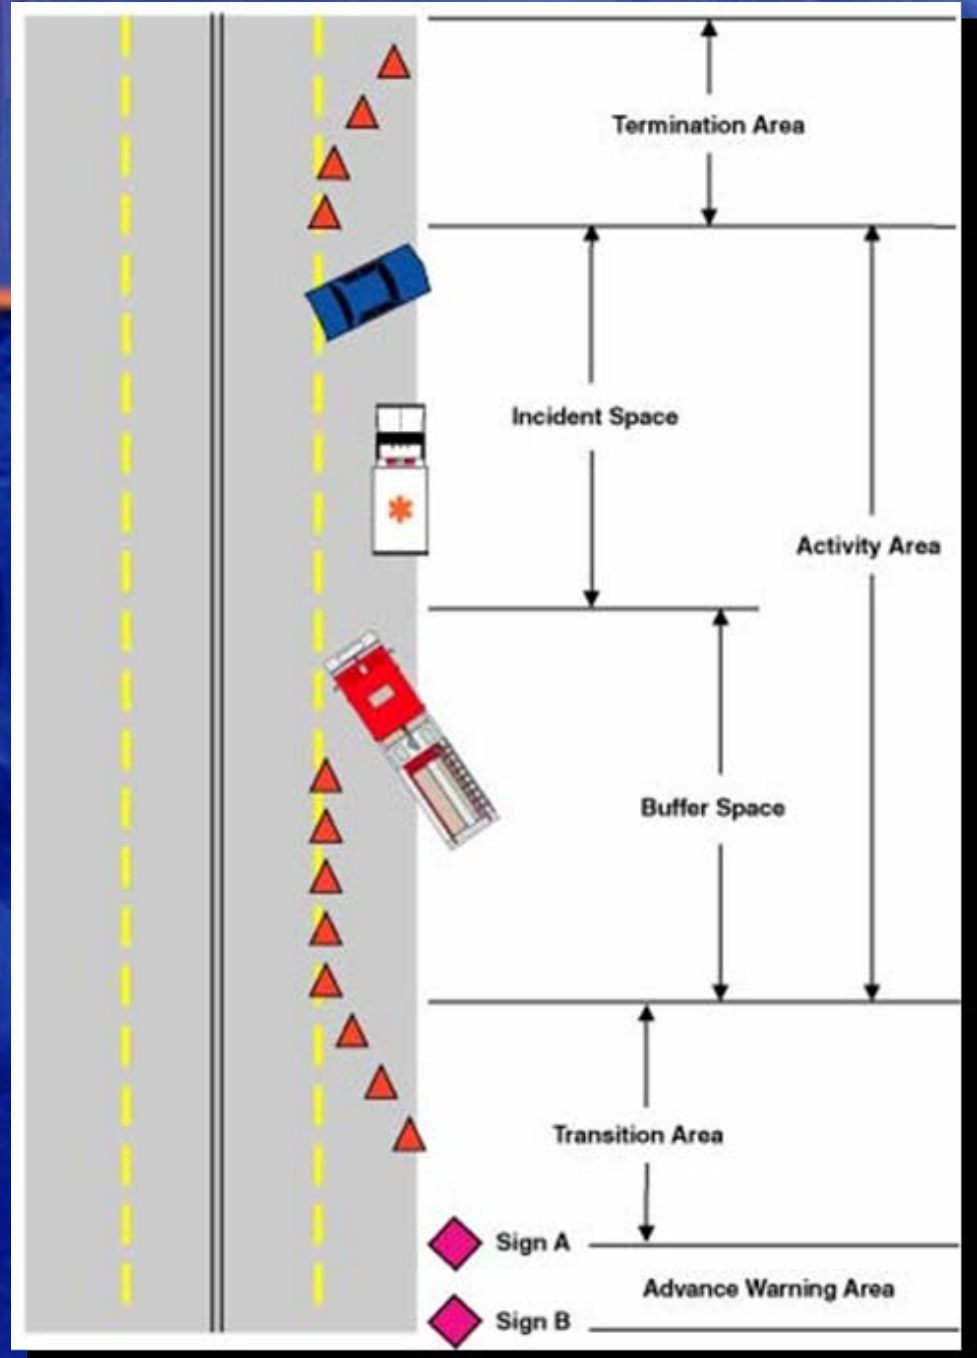 Termination Area
Incident Space
Activity Area
Buffer Space
Transition Area
Sign A
Advance Warning Area
Sign B